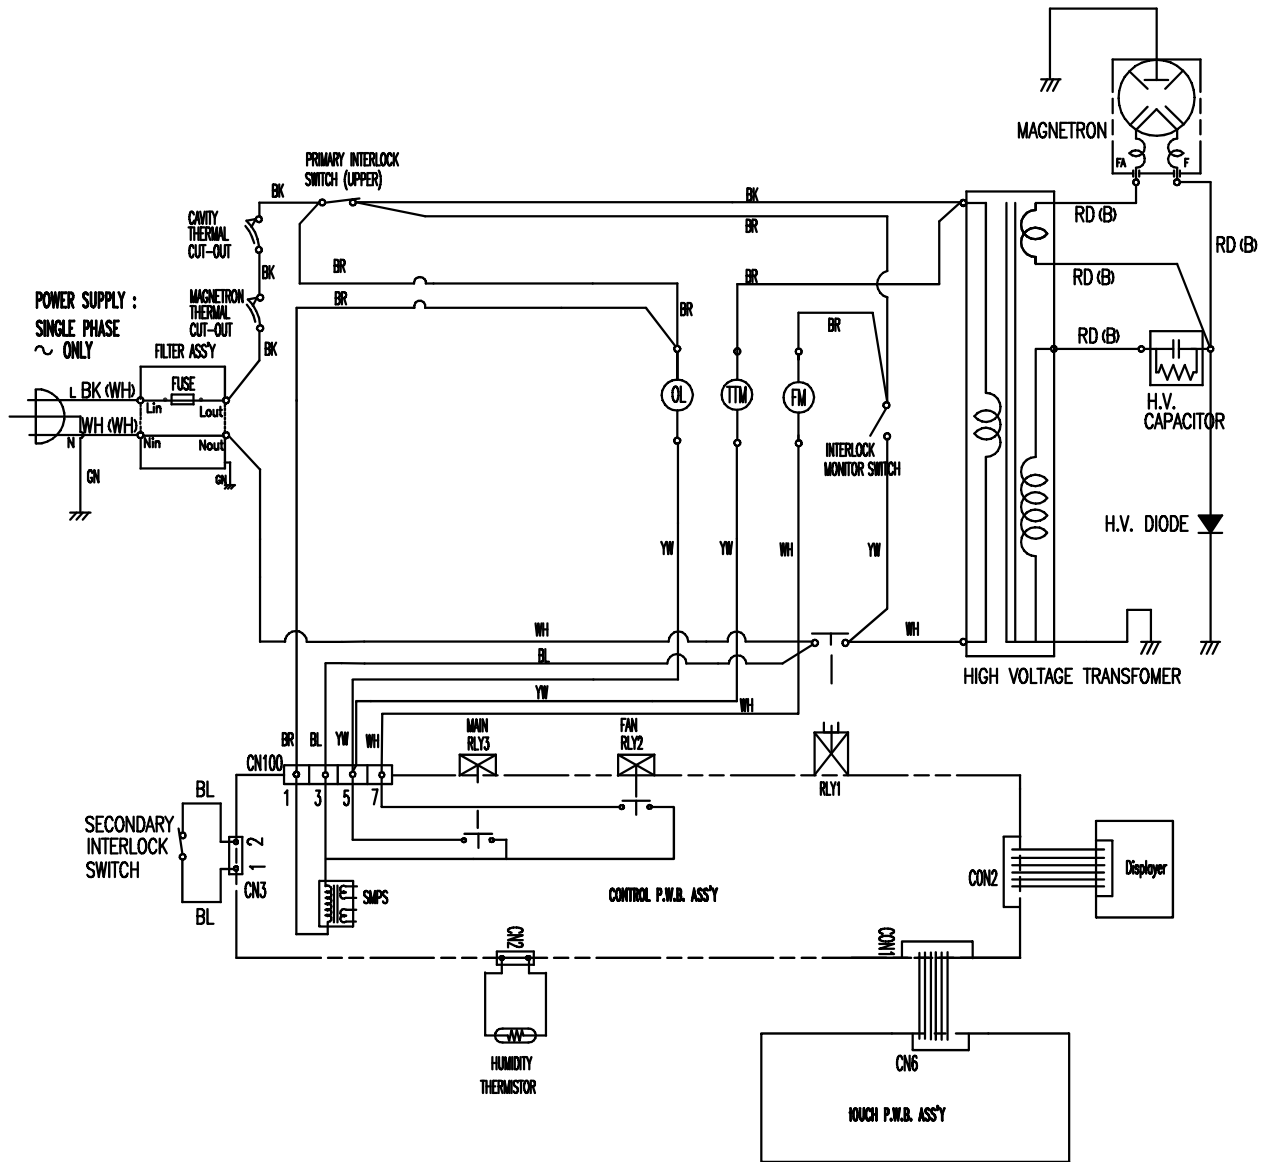 MAGNETRON
FA
F
PRIMARY INTERLOCK
SWITCH (UPPER)
BK
BK
BR
RD (B)
RD (B)
RD (B)
CAVITY
THERMAL
CUT-OUT
BK
BR
BR
BR
BR
BR
MAGNETRON
THERMAL
CUT-OUT
BK
POWER SUPPLY :
SINGLE PHASE
~ ONLY
FILTER ASS'Y
RD (B)
L BK (WH)
FUSE
Lin
Lout
WH (WH)
N
Nin
Nout
GN
GN
OL
TTM
FM
H.V.
CAPACITOR
INTERLOCK
MONITOR SWITCH
H.V. DIODE
YW
YW
WH
YW
WH
WH
BL
YW
WH
HIGH VOLTAGE TRANSFOMER
MAIN
RLY3
FAN
RLY2
RLY1
BR
BL
YW
WH
CN100
1
3
5
7
BL
SECONDARY
INTERLOCK
SWITCH
2
1
CN3
BL
SMPS
CONTROL P.W.B. ASS'Y
CON2
Displayer
CN2
CON1
HUMIDITY
THERMISTOR
CN6
tOUCH P.W.B. ASS'Y